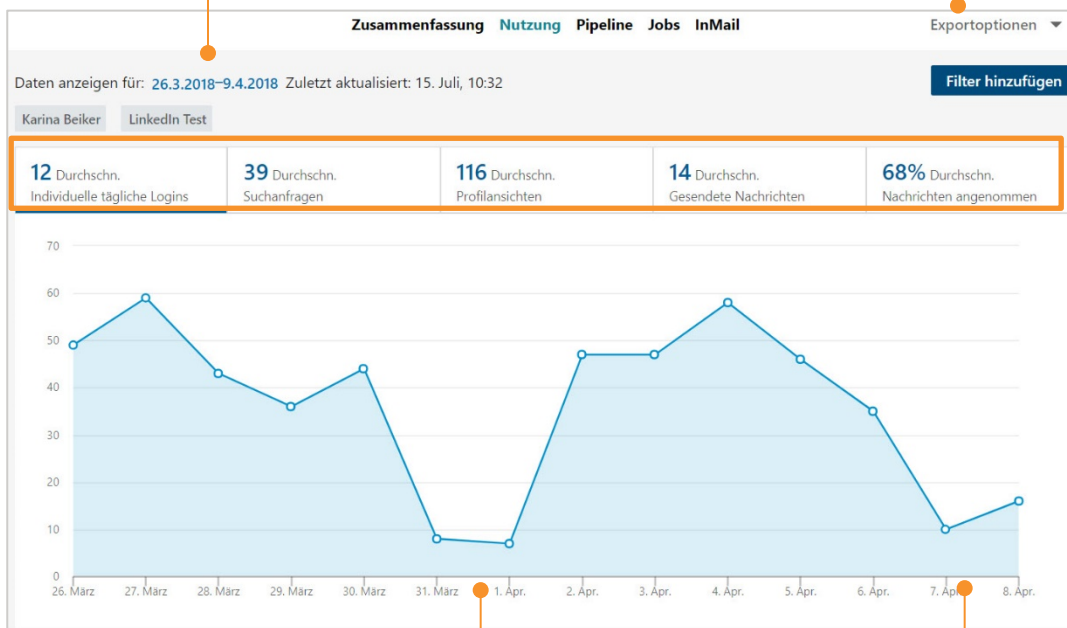 Zusammenfassung Nutzung Pipeline Jobs InMail Exportoptionen
Daten anzeigen für: 26.3.2018–9.4.2018 Zuletzt aktualisiert: 15. Juli, 10:32
Filter hinzufügen
Karina Beiker LinkedIn Test
12 Durchschn. 39 Durchschn. 116 Durchschn. 14 Durchschn. 68% Durchschn.
Individuelle tägliche Logins Suchanfragen Profilansichten Gesendete Nachrichten Nachrichten angenommen
70
60
50
40
30
20
10
0
26. März 27. März 28. März 29. März 30. März 31. März 1. Apr. 2. Apr. 3. Apr. 4. Apr. 5. Apr. 6. Apr. 7. Apr. 8. Apr.